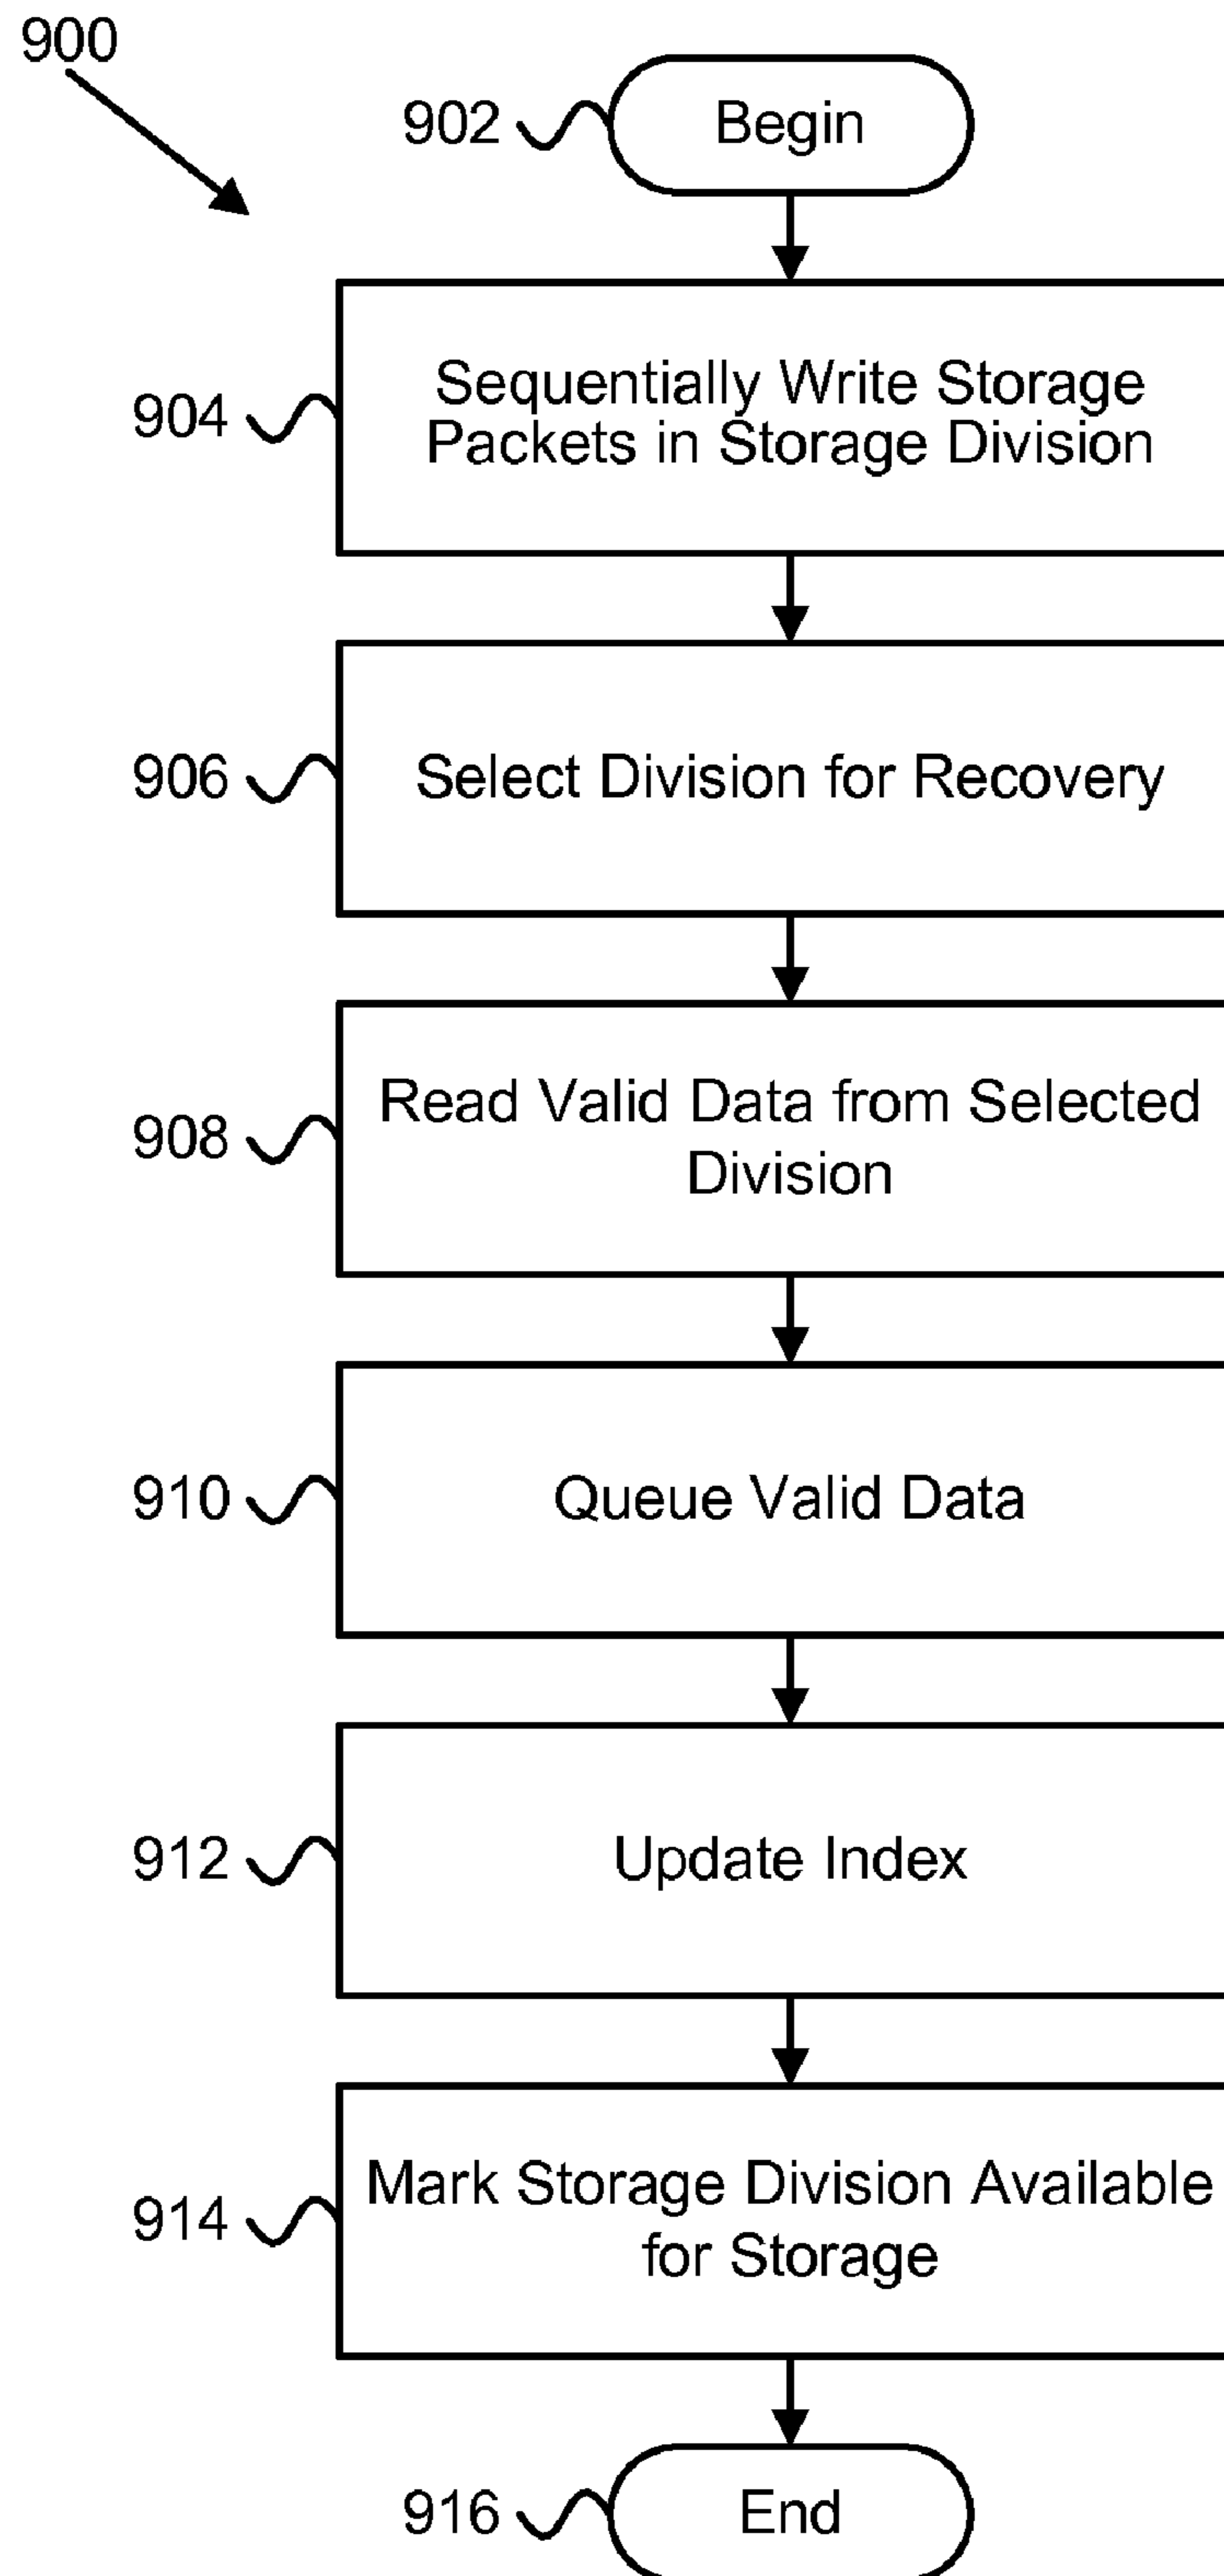 900
902
Begin
904
Sequentially Write Storage
Packets in Storage Division
906
Select Division for Recovery
908
Read Valid Data from Selected
Division
910
Queue Valid Data
912
Update Index
914
Mark Storage Division Available
for Storage
916
End